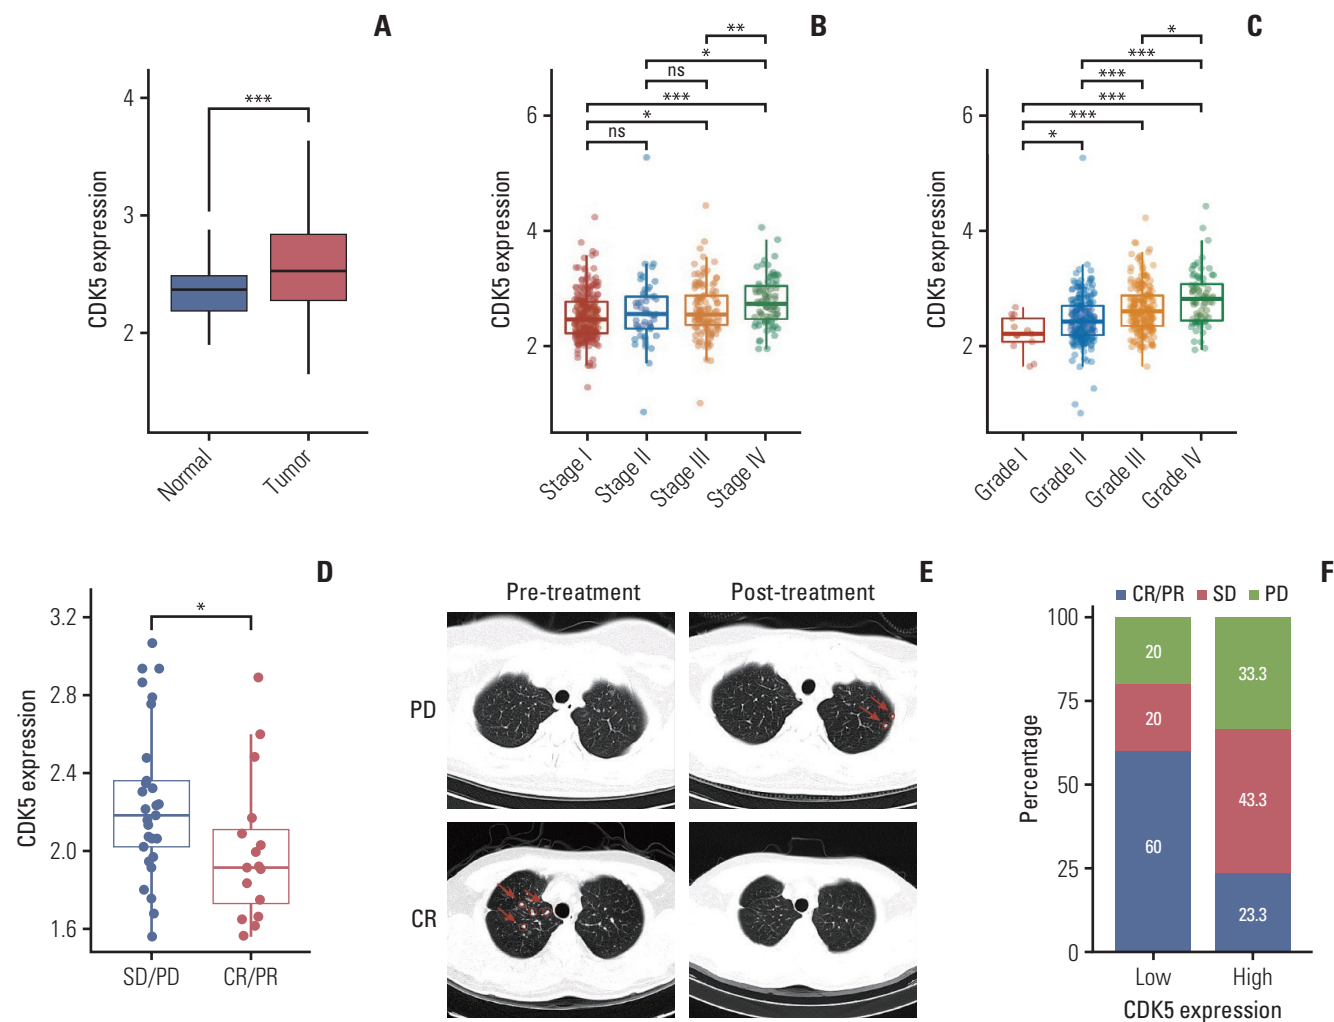 A
CDK5 expression
4
3
2
***
Normal
Tumor
B
CDK5 expression
6
4
2
**
*
ns
***
*
ns
Stage I
Stage II
Stage III
Stage IV
C
CDK5 expression
6
4
2
*
***
***
***
***
*
Grade I
Grade II
Grade III
Grade IV
D
CDK5 expression
3.2
2.8
2.4
2.0
1.6
*
SD/PD
CR/PR
E
Pre-treatment
Post-treatment
PD
CR
F
CR/PR
SD
PD
Percentage
100
75
50
25
0
20
20
60
33.3
43.3
23.3
Low
High
CDK5 expression